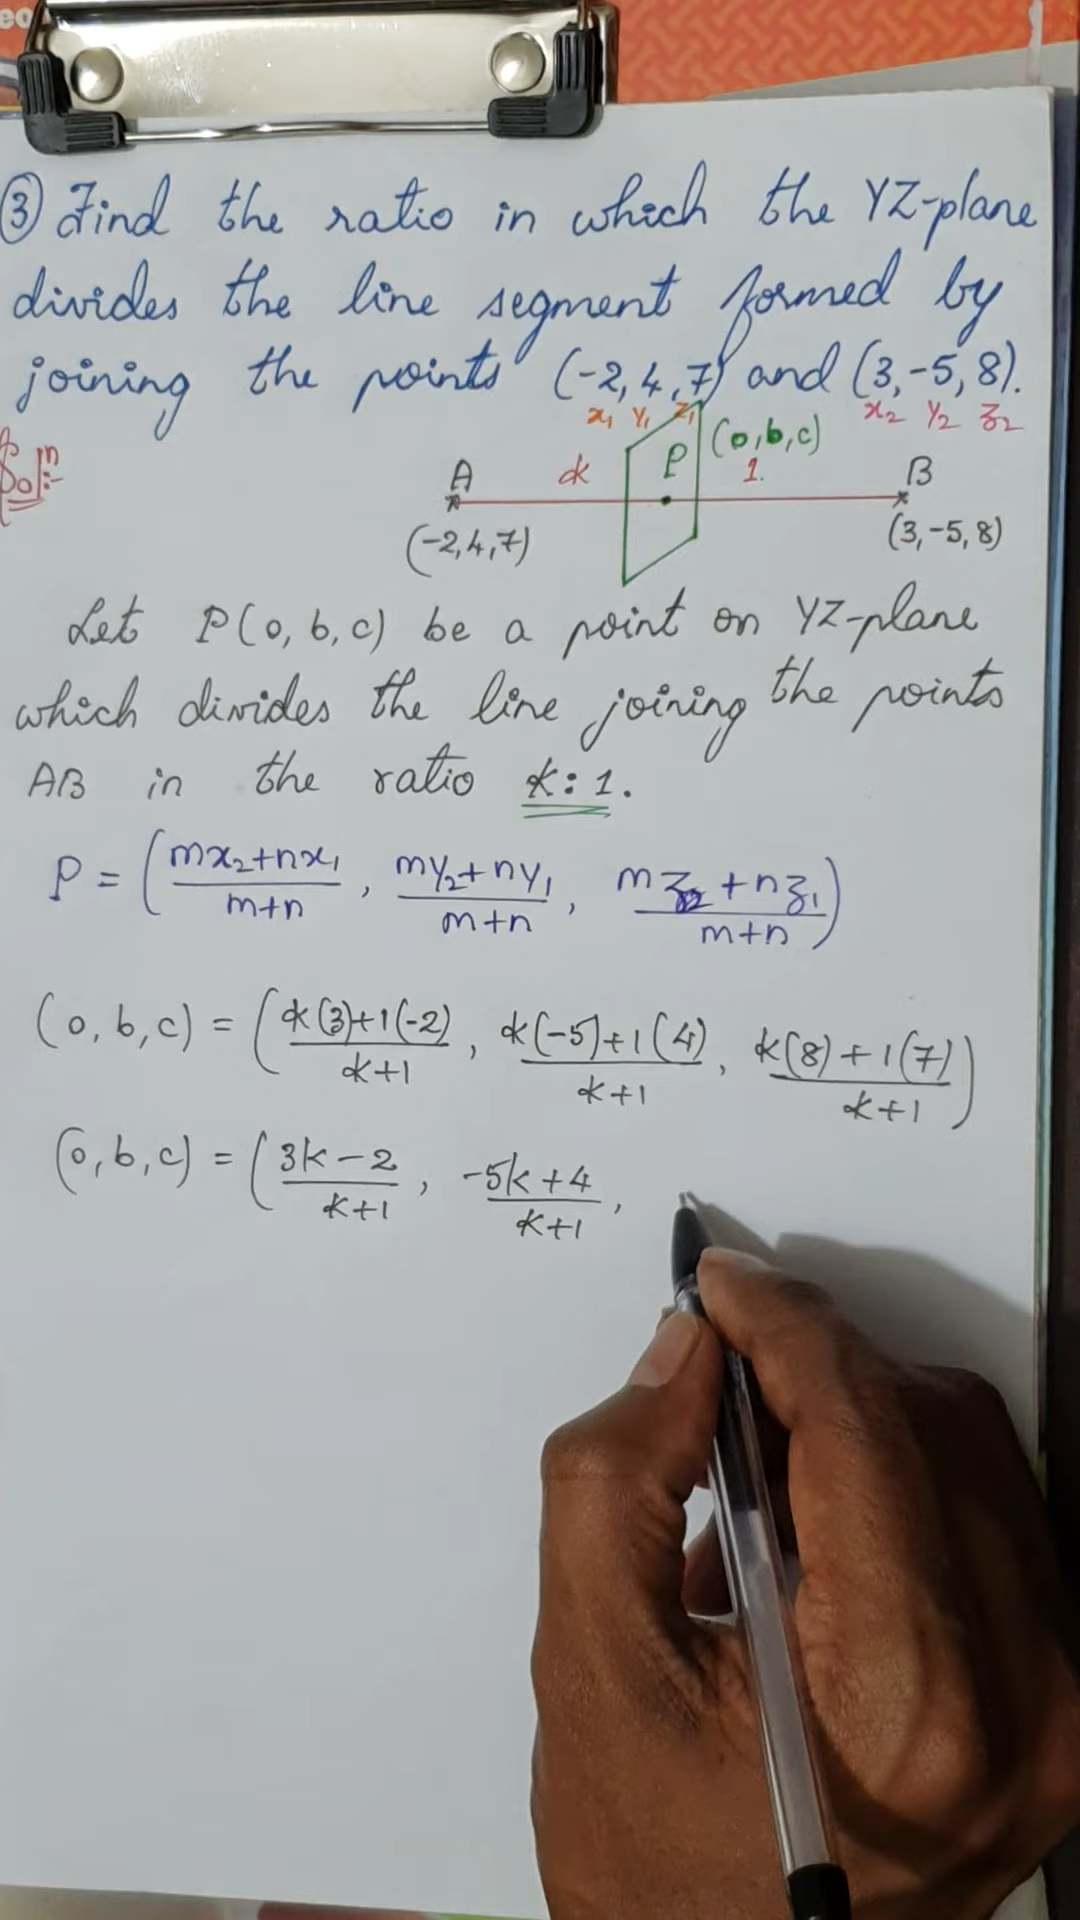 ③ Find the ratio in which the YZ-plane
divides the line segment formed by
joining the points (-2,4,7) and (3,-5,8).
x₁ y₁ z₁ x₂ y₂ z₂
Solⁿ:-
A k P (0,b,c) 1. B
(-2,4,7) (3,-5,8)
Let P(0, b, c) be a point on YZ-plane
which divides the line joining the points
AB in the ratio k:1.
P = (mx₂+nx₁/m+n, my₂+ny₁/m+n, mz₂+nz₁/m+n)
(0, b, c) = (k(3)+1(-2)/k+1, k(-5)+1(4)/k+1, k(8)+1(7)/k+1)
(0, b, c) = (3k-2/k+1, -5k+4/k+1,